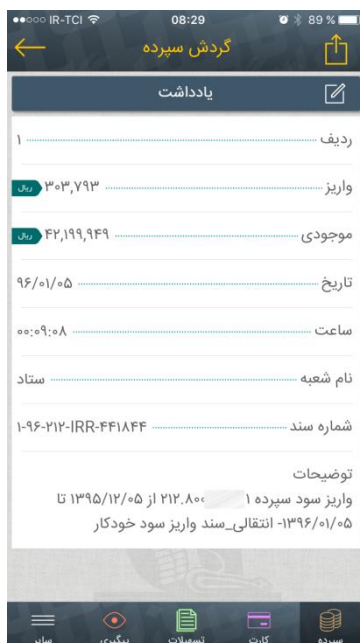 IR-TCI 08:29 89 %
گردش سپرده
یادداشت
ردیف ۱
واریز ۳۰۳,۷۹۳ ریال
موجودی ۴۲,۱۹۹,۹۴۹ ریال
تاریخ ۹۶/۰۱/۰۵
ساعت ۰۰:۰۹:۰۸
نام شعبه ستاد
شماره سند ۱-۹۶-۲۱۲-IRR-۴۴۱۸۴۴
توضیحات
واریز سود سپرده ۱ ۲۱۲.۸۰۰ از ۱۳۹۵/۱۲/۰۵ تا
۱۳۹۶/۰۱/۰۵- انتقالی_سند واریز سود خودکار
سپرده کارت تسهیلات پیگیری سایر